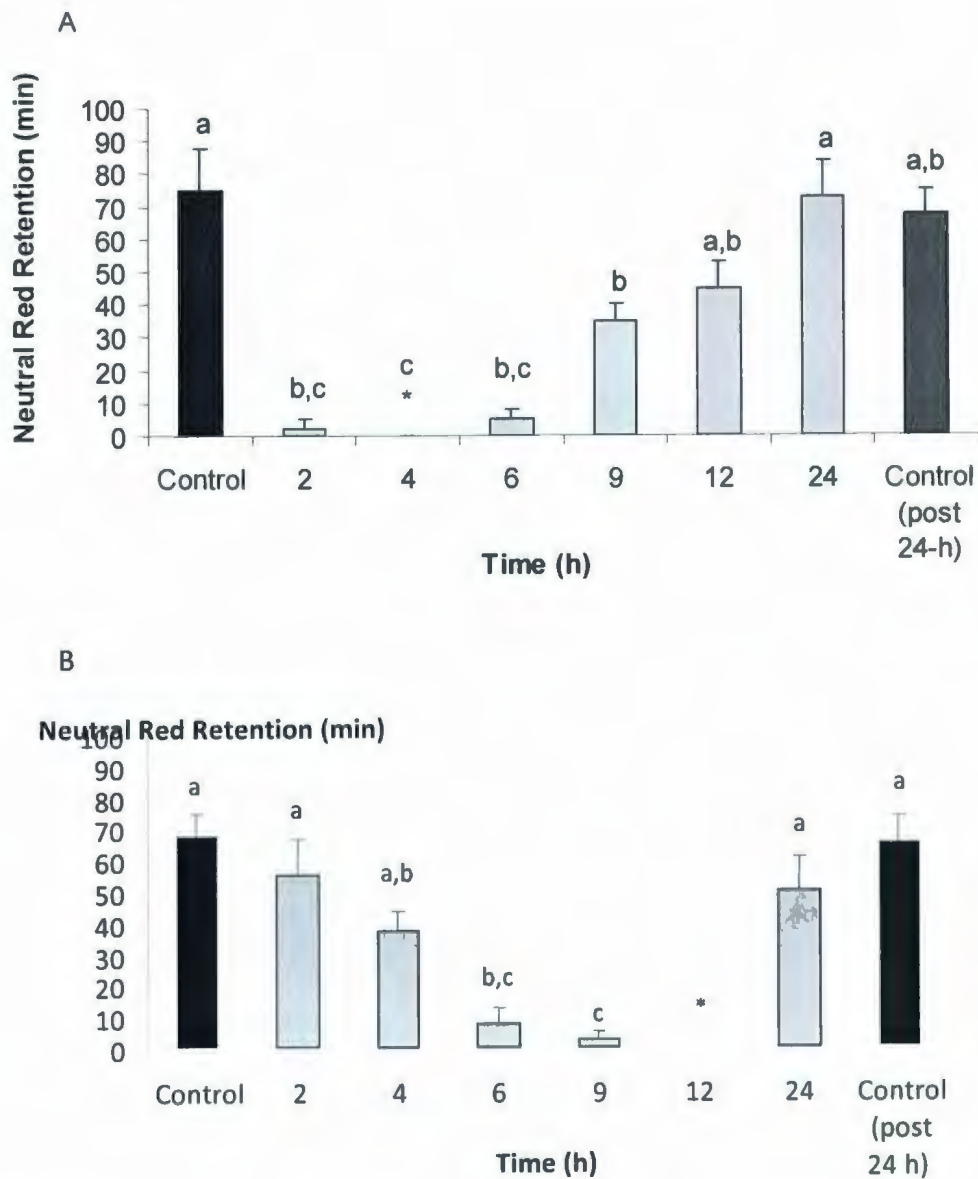 A
Neutral Red Retention (min)
100
90
80
70
60
50
40
30
20
10
0
a
b,c
c
*
b,c
b
a,b
a
a,b
Control 2 4 6 9 12 24 Control
(post
24-h)
Time (h)
B
Neutral Red Retention (min)
100
90
80
70
60
50
40
30
20
10
0
a
a
a,b
b,c
c
*
a
a
Control 2 4 6 9 12 24 Control
(post
24 h)
Time (h)